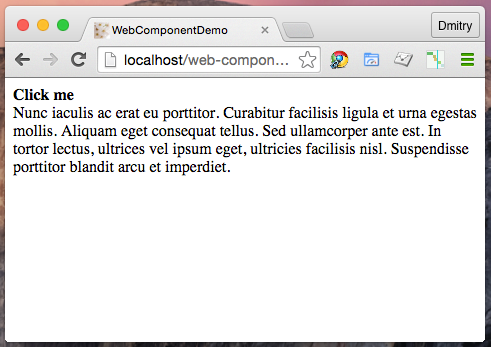 WebComponentDemo
Dmitry
localhost/web-compon...
Click me
Nunc iaculis ac erat eu porttitor. Curabitur facilisis ligula et urna egestas
mollis. Aliquam eget consequat tellus. Sed ullamcorper ante est. In
tortor lectus, ultrices vel ipsum eget, ultricies facilisis nisl. Suspendisse
porttitor blandit arcu et imperdiet.